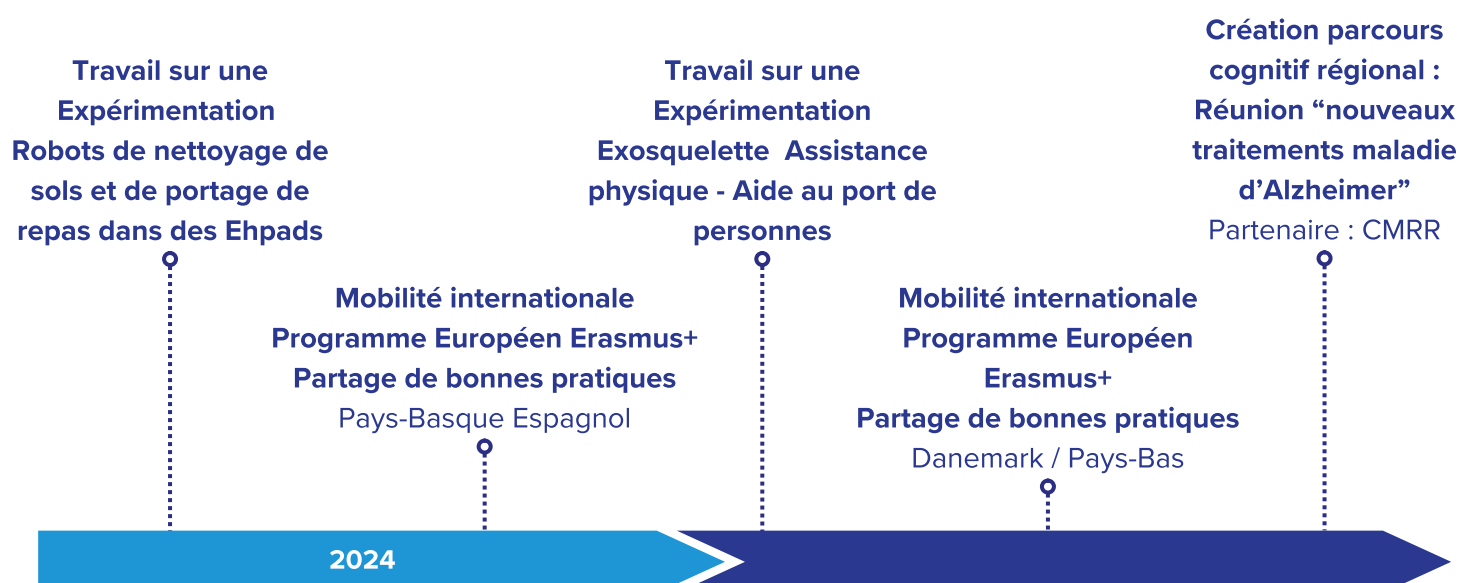 Travail sur une
Expérimentation
Robots de nettoyage de
sols et de portage de
repas dans des Ehpads
Mobilité internationale
Programme Européen Erasmus+
Partage de bonnes pratiques
Pays-Basque Espagnol
Travail sur une
Expérimentation
Exosquelette Assistance
physique - Aide au port de
personnes
Mobilité internationale
Programme Européen
Erasmus+
Partage de bonnes pratiques
Danemark / Pays-Bas
Création parcours
cognitif régional :
Réunion “nouveaux
traitements maladie
d’Alzheimer”
Partenaire : CMRR
2024